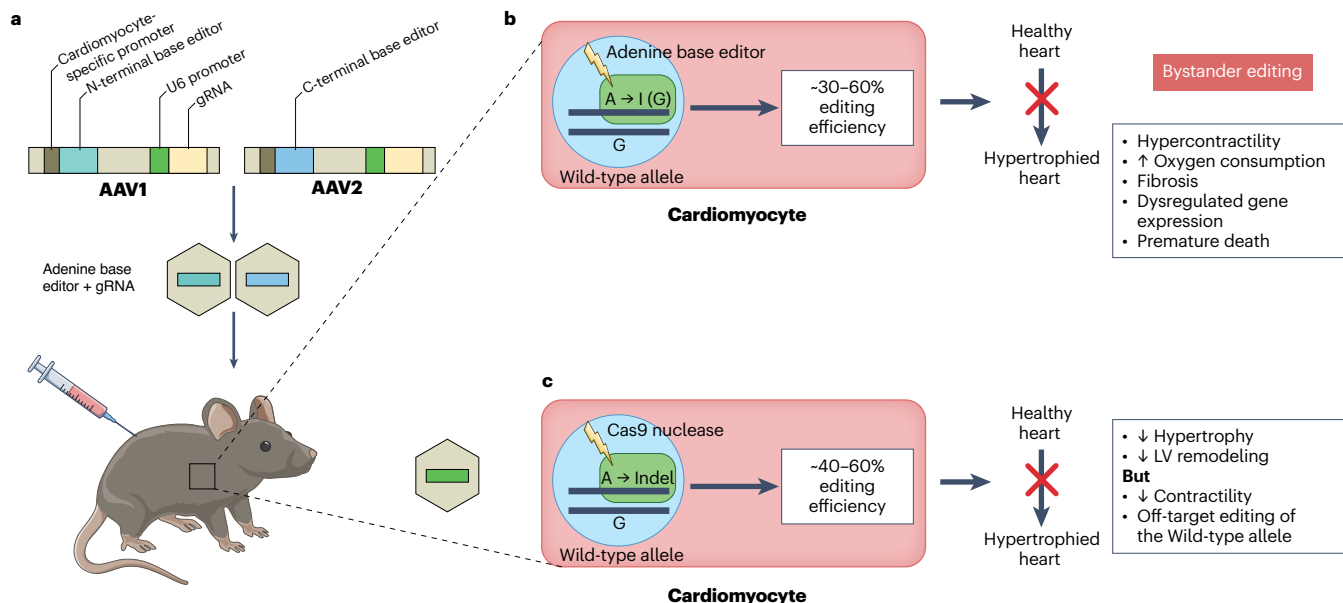 a
Cardiomyocyte-
specific promoter
N-terminal base editor
U6 promoter
gRNA
C-terminal base editor
AAV1
AAV2
Adenine base
editor + gRNA
b
Adenine base editor
A → I (G)
G
Wild-type allele
~30–60%
editing
efficiency
Cardiomyocyte
Healthy
heart
Hypertrophied
heart
Bystander editing
• Hypercontractility
• ↑ Oxygen consumption
• Fibrosis
• Dysregulated gene
expression
• Premature death
c
Cas9 nuclease
A → Indel
G
Wild-type allele
~40–60%
editing
efficiency
Cardiomyocyte
Healthy
heart
Hypertrophied
heart
• ↓ Hypertrophy
• ↓ LV remodeling
But
• ↓ Contractility
• Off-target editing of
the Wild-type allele